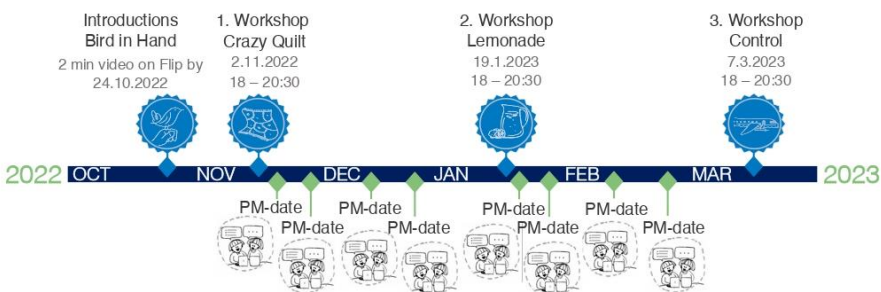 Introductions
Bird in Hand
2 min video on Flip by
24.10.2022
1. Workshop
Crazy Quilt
2.11.2022
18 – 20:30
2. Workshop
Lemonade
19.1.2023
18 – 20:30
3. Workshop
Control
7.3.2023
18 – 20:30
2022 OCT NOV DEC JAN FEB MAR 2023
PM-date
PM-date
PM-date
PM-date
PM-date
PM-date
PM-date
PM-date